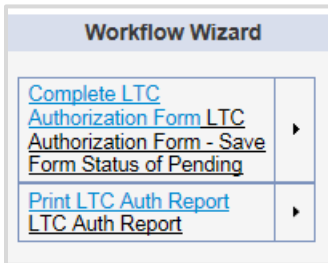 Workflow Wizard
Complete LTC
Authorization Form LTC
Authorization Form - Save
Form Status of Pending
Print LTC Auth Report
LTC Auth Report